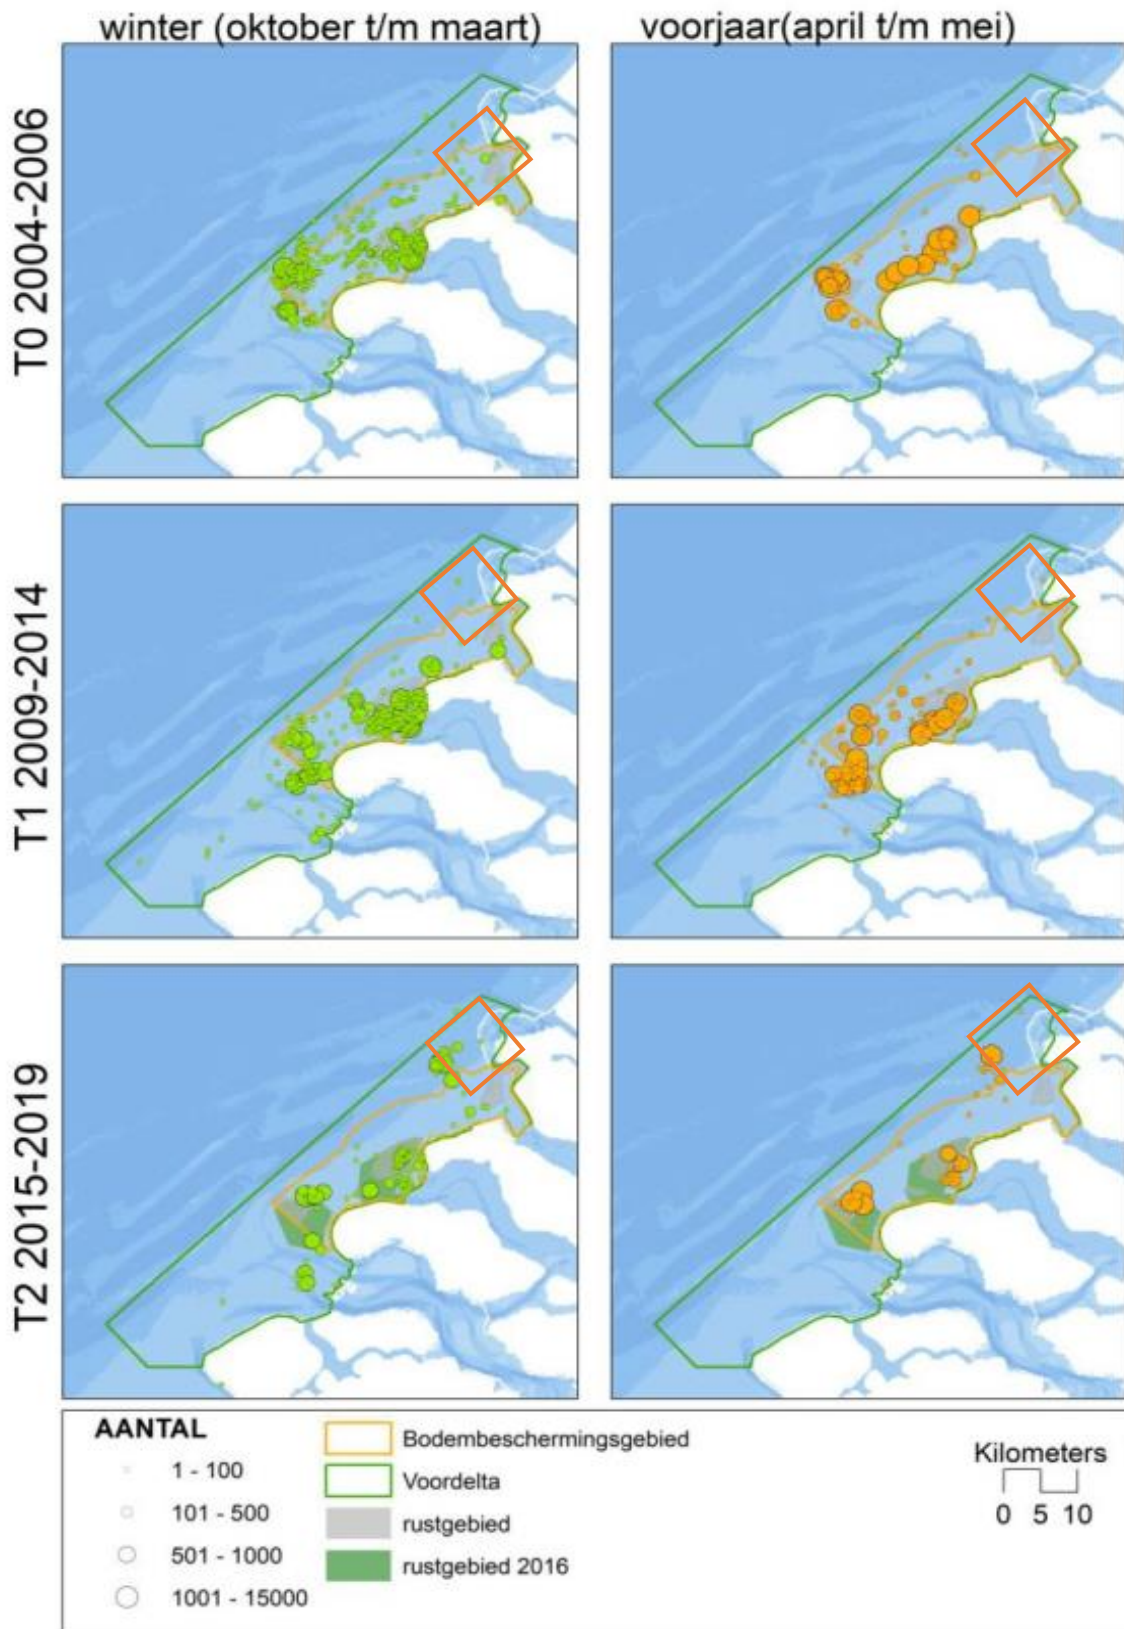 winter (oktober t/m maart)
voorjaar(april t/m mei)
T0 2004-2006
T1 2009-2014
T2 2015-2019
AANTAL
1 - 100
101 - 500
501 - 1000
1001 - 15000
Bodembeschermingsgebied
Voordelta
rustgebied
rustgebied 2016
Kilometers
0 5 10